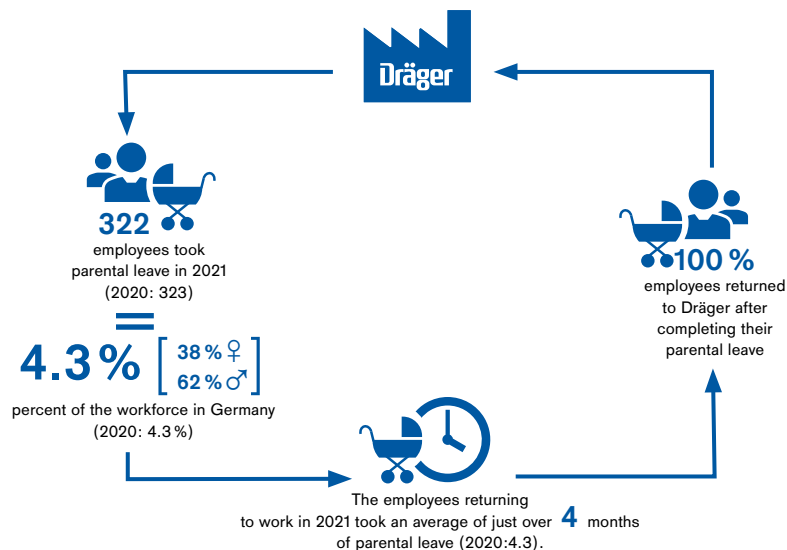 Dräger
322
employees took
parental leave in 2021
(2020: 323)
=
4.3 % [ 38 % ♀
62 % ♂ ]
percent of the workforce in Germany
(2020: 4.3 %)
The employees returning
to work in 2021 took an average of just over 4 months
of parental leave (2020:4.3).
100 %
employees returned
to Dräger after
completing their
parental leave